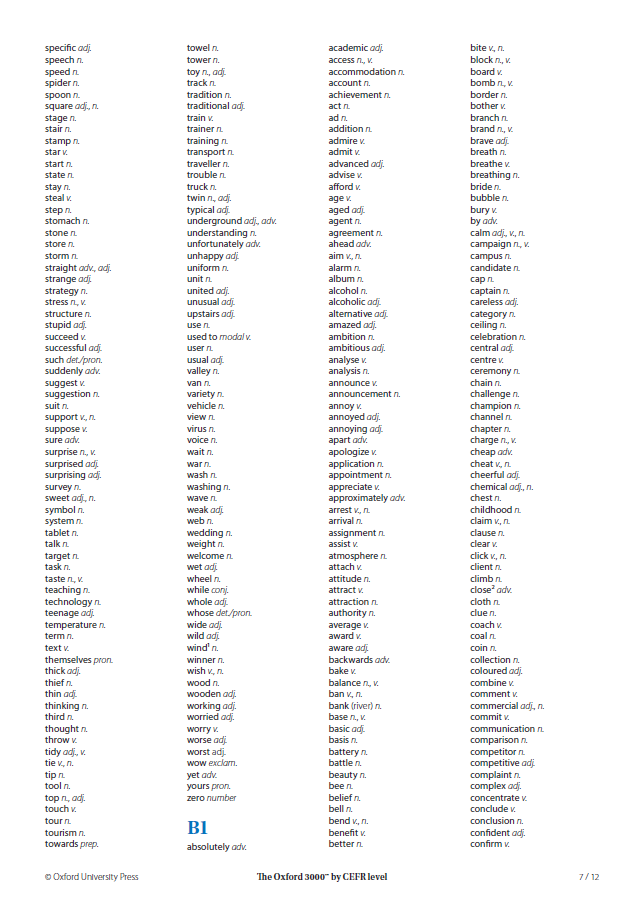 specific adj.
speech n.
speed n.
spider n.
spoon n.
square adj., n.
stage n.
stair n.
stamp n.
star v.
start n.
state n.
stay n.
steal v.
step n.
stomach n.
stone n.
store n.
storm n.
straight adv., adj.
strange adj.
strategy n.
stress n., v.
structure n.
stupid adj.
succeed v.
successful adj.
such det./pron.
suddenly adv.
suggest v.
suggestion n.
suit n.
support v., n.
suppose v.
sure adv.
surprise n., v.
surprised adj.
surprising adj.
survey n.
sweet adj., n.
symbol n.
system n.
tablet n.
talk n.
target n.
task n.
taste n., v.
teaching n.
technology n.
teenage adj.
temperature n.
term n.
text v.
themselves pron.
thick adj.
thief n.
thin adj.
thinking n.
third n.
thought n.
throw v.
tidy adj., v.
tie v., n.
tip n.
tool n.
top n., adj.
touch v.
tour n.
tourism n.
towards prep.
towel n.
tower n.
toy n., adj.
track n.
tradition n.
traditional adj.
train v.
trainer n.
training n.
transport n.
traveller n.
trouble n.
truck n.
twin n., adj.
typical adj.
underground adj., adv.
understanding n.
unfortunately adv.
unhappy adj.
uniform n.
unit n.
united adj.
unusual adj.
upstairs adj.
use n.
used to modal v.
user n.
usual adj.
valley n.
van n.
variety n.
vehicle n.
view n.
virus n.
voice n.
wait n.
war n.
wash n.
washing n.
wave n.
weak adj.
web n.
wedding n.
weight n.
welcome n.
wet adj.
wheel n.
while conj.
whole adj.
whose det./pron.
wide adj.
wild adj.
wind¹ n.
winner n.
wish v., n.
wood n.
wooden adj.
working adj.
worried adj.
worry v.
worse adj.
worst adj.
wow exclam.
yet adv.
yours pron.
zero number
B1
absolutely adv.
academic adj.
access n., v.
accommodation n.
account n.
achievement n.
act n.
ad n.
addition n.
admire v.
admit v.
advanced adj.
advise v.
afford v.
age v.
aged adj.
agent n.
agreement n.
ahead adv.
aim v., n.
alarm n.
album n.
alcohol n.
alcoholic adj.
alternative adj.
amazed adj.
ambition n.
ambitious adj.
analyse v.
analysis n.
announce v.
announcement n.
annoy v.
annoyed adj.
annoying adj.
apart adv.
apologize v.
application n.
appointment n.
appreciate v.
approximately adv.
arrest v., n.
arrival n.
assignment n.
assist v.
atmosphere n.
attach v.
attitude n.
attract v.
attraction n.
authority n.
average v.
award v.
aware adj.
backwards adv.
bake v.
balance n., v.
ban v., n.
bank (river) n.
base n., v.
basic adj.
basis n.
battery n.
battle n.
beauty n.
bee n.
belief n.
bell n.
bend v., n.
benefit v.
better n.
bite v., n.
block n., v.
board v.
bomb n., v.
border n.
bother v.
branch n.
brand n., v.
brave adj.
breath n.
breathe v.
breathing n.
bride n.
bubble n.
bury v.
by adv.
calm adj., v., n.
campaign n., v.
campus n.
candidate n.
cap n.
captain n.
careless adj.
category n.
ceiling n.
celebration n.
central adj.
centre v.
ceremony n.
chain n.
challenge n.
champion n.
channel n.
chapter n.
charge n., v.
cheap adv.
cheat v., n.
cheerful adj.
chemical adj., n.
chest n.
childhood n.
claim v., n.
clause n.
clear v.
click v., n.
client n.
climb n.
close² adv.
cloth n.
clue n.
coach v.
coal n.
coin n.
collection n.
coloured adj.
combine v.
comment v.
commercial adj., n.
commit v.
communication n.
comparison n.
competitor n.
competitive adj.
complaint n.
complex adj.
concentrate v.
conclude v.
conclusion n.
confident adj.
confirm v.
© Oxford University Press
The Oxford 3000™ by CEFR level
7 / 12